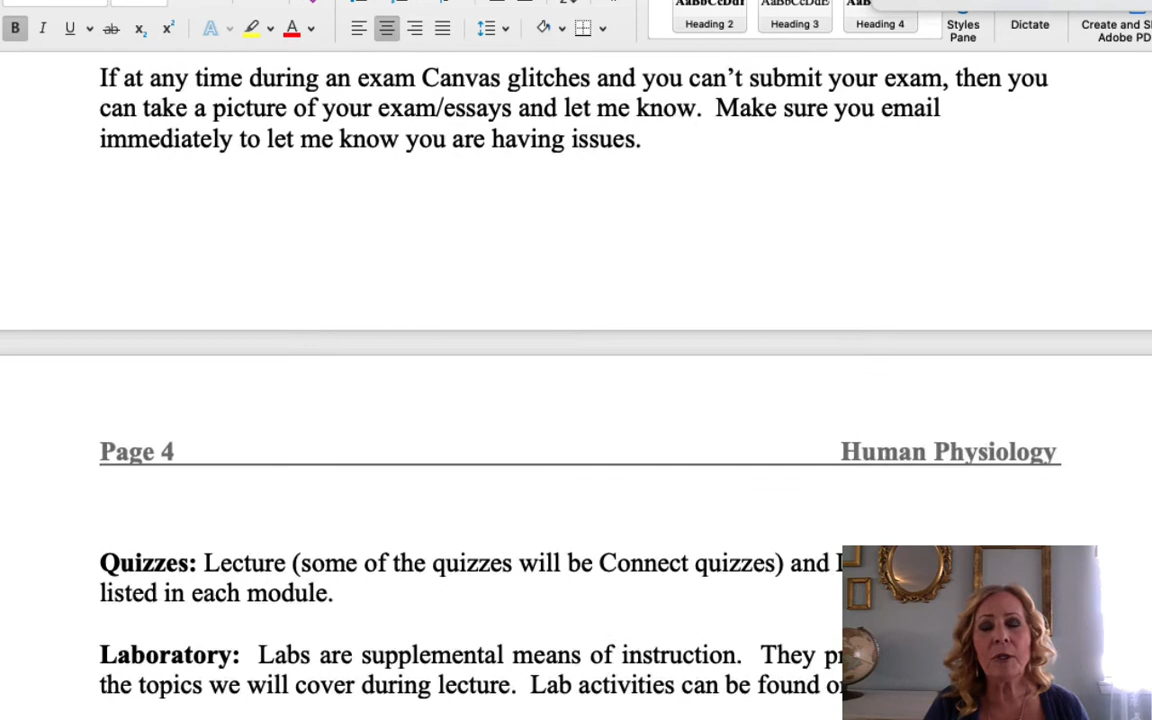 B I U ab x₂ x² A A
Heading 2 Heading 3 Heading 4 Styles Pane Dictate Create and Adobe
If at any time during an exam Canvas glitches and you can’t submit your exam, then you
can take a picture of your exam/essays and let me know. Make sure you email
immediately to let me know you are having issues.
Page 4 Human Physiology
Quizzes: Lecture (some of the quizzes will be Connect quizzes) and
listed in each module.
Laboratory: Labs are supplemental means of instruction. They
the topics we will cover during lecture. Lab activities can be found